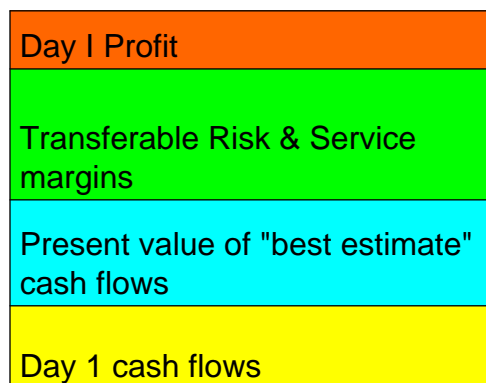 Day I Profit
Transferable Risk & Service
margins
Present value of "best estimate"
cash flows
Day 1 cash flows